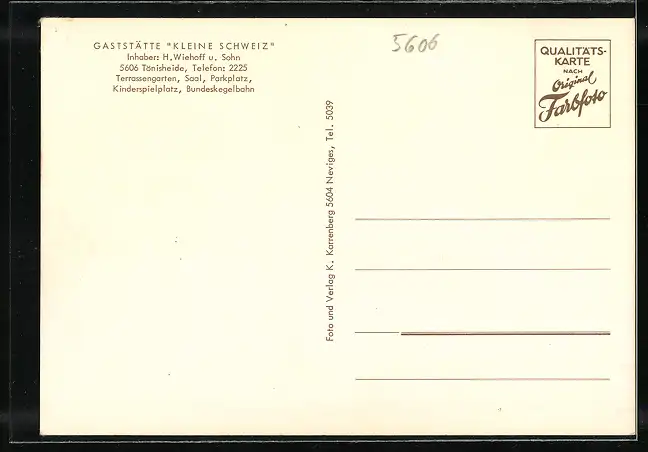 GASTSTÄTTE "KLEINE SCHWEIZ"
Inhaber: H. Wiehoff u. Sohn
5606 Tönisheide, Telefon: 2225
Terrassengarten, Saal, Parkplatz,
Kinderspielplatz, Bundeskegelbahn
5606
QUALITÄTS-
KARTE
NACH
Original
Farbfoto
Foto und Verlag K. Karrenberg 5604 Neviges, Tel. 5039